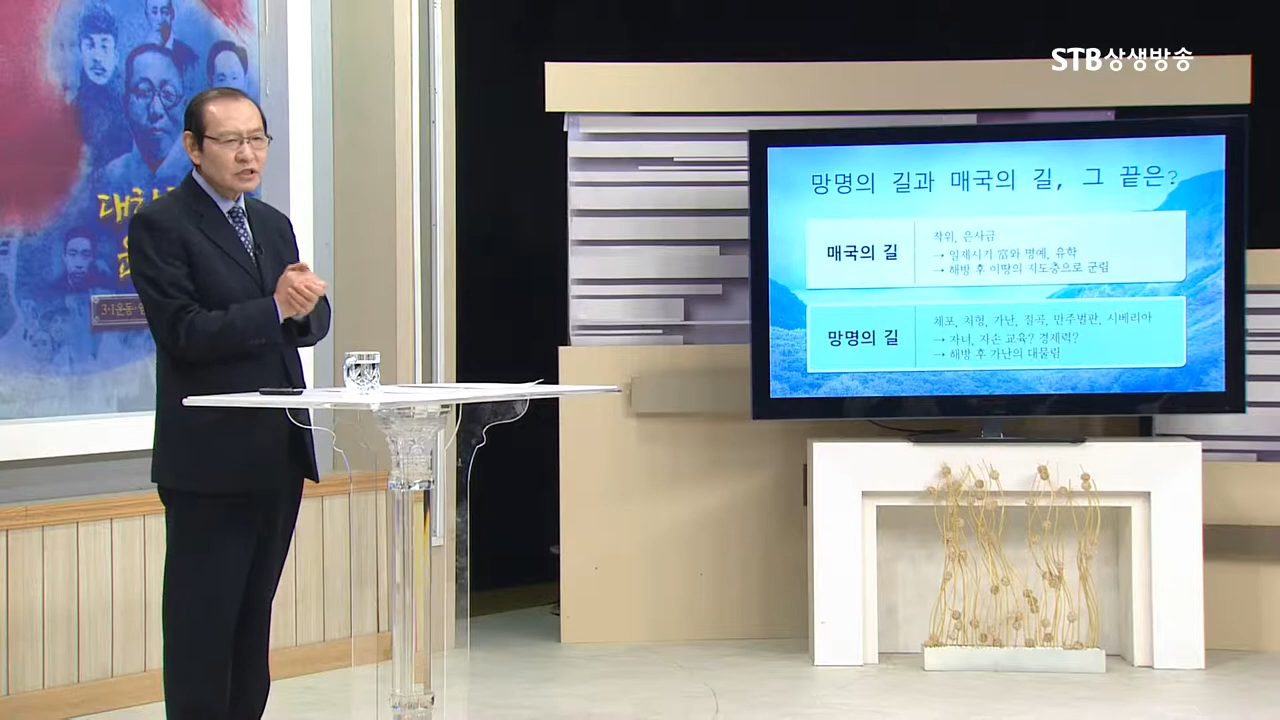 STB상생방송
망명의 길과 매국의 길, 그 끝은?
매국의 길
작위, 은사금
→ 일제시기 富와 명예, 유학
→ 해방 후 이땅의 지도층으로 군림
망명의 길
체포, 처형, 가난, 질곡, 만주벌판, 시베리아
→ 자녀, 자손 교육? 경제력?
→ 해방 후 가난의 대물림
3·1운동